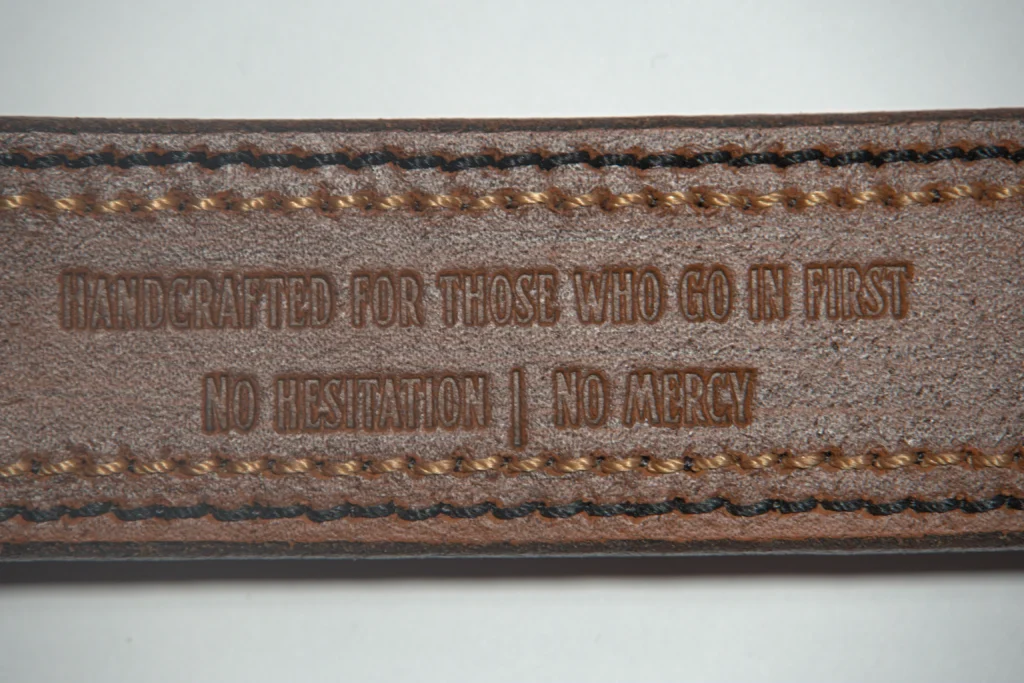 Handcrafted for those who go in first
No hesitation | No mercy